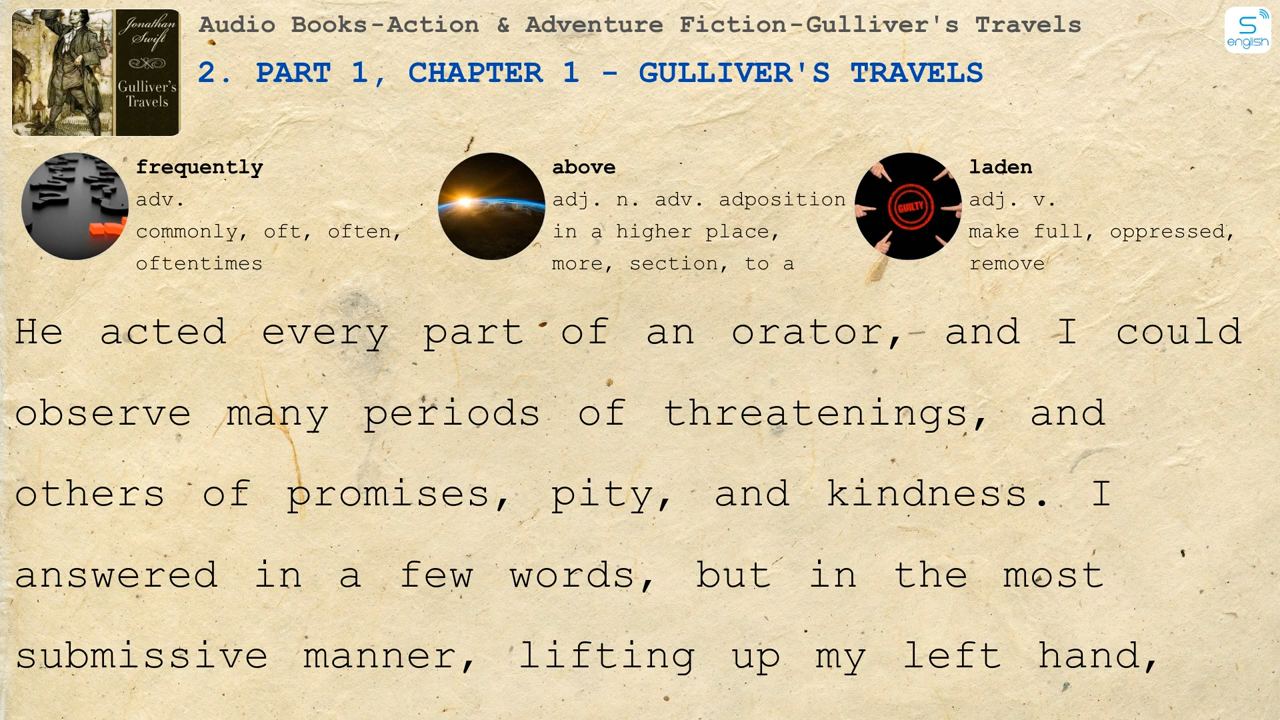 Jonathan
Swift
Gulliver's
Travels
Audio Books-Action & Adventure Fiction-Gulliver's Travels
2. PART 1, CHAPTER 1 - GULLIVER'S TRAVELS
S
english
frequently
adv.
commonly, oft, often,
oftentimes
above
adj. n. adv. adposition
in a higher place,
more, section, to a
GUILTY
laden
adj. v.
make full, oppressed,
remove
He acted every part of an orator, and I could
observe many periods of threatenings, and
others of promises, pity, and kindness. I
answered in a few words, but in the most
submissive manner, lifting up my left hand,